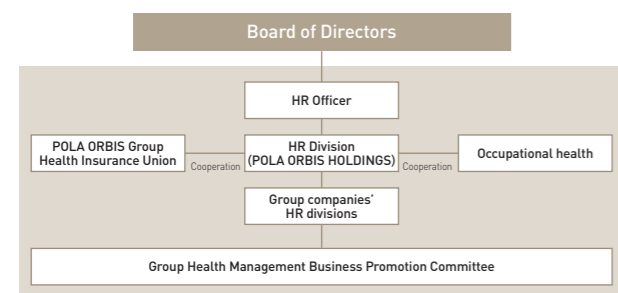 Board of Directors
HR Officer
POLA ORBIS Group
Health Insurance Union
Cooperation
HR Division
(POLA ORBIS HOLDINGS)
Cooperation
Occupational health
Group companies’
HR divisions
Group Health Management Business Promotion Committee